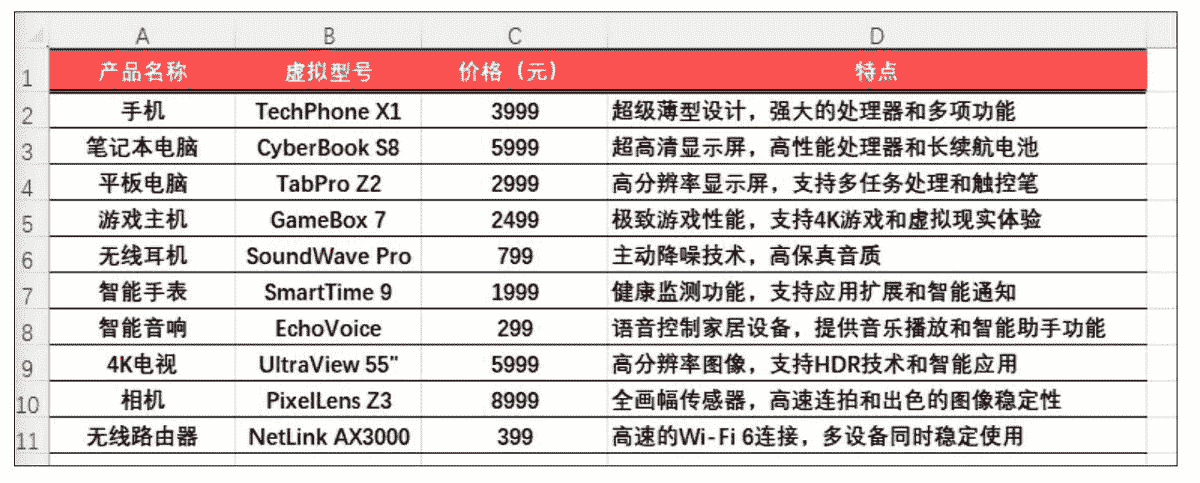 A B C D
1 产品名称 虚拟型号 价格（元） 特点
2 手机 TechPhone X1 3999 超级薄型设计，强大的处理器和多项功能
3 笔记本电脑 CyberBook S8 5999 超高清显示屏，高性能处理器和长续航电池
4 平板电脑 TabPro Z2 2999 高分辨率显示屏，支持多任务处理和触控笔
5 游戏主机 GameBox 7 2499 极致游戏性能，支持4K游戏和虚拟现实体验
6 无线耳机 SoundWave Pro 799 主动降噪技术，高保真音质
7 智能手表 SmartTime 9 1999 健康监测功能，支持应用扩展和智能通知
8 智能音响 EchoVoice 299 语音控制家居设备，提供音乐播放和智能助手功能
9 4K电视 UltraView 55" 5999 高分辨率图像，支持HDR技术和智能应用
10 相机 PixelLens Z3 8999 全画幅传感器，高速连拍和出色的图像稳定性
11 无线路由器 NetLink AX3000 399 高速的Wi-Fi 6连接，多设备同时稳定使用